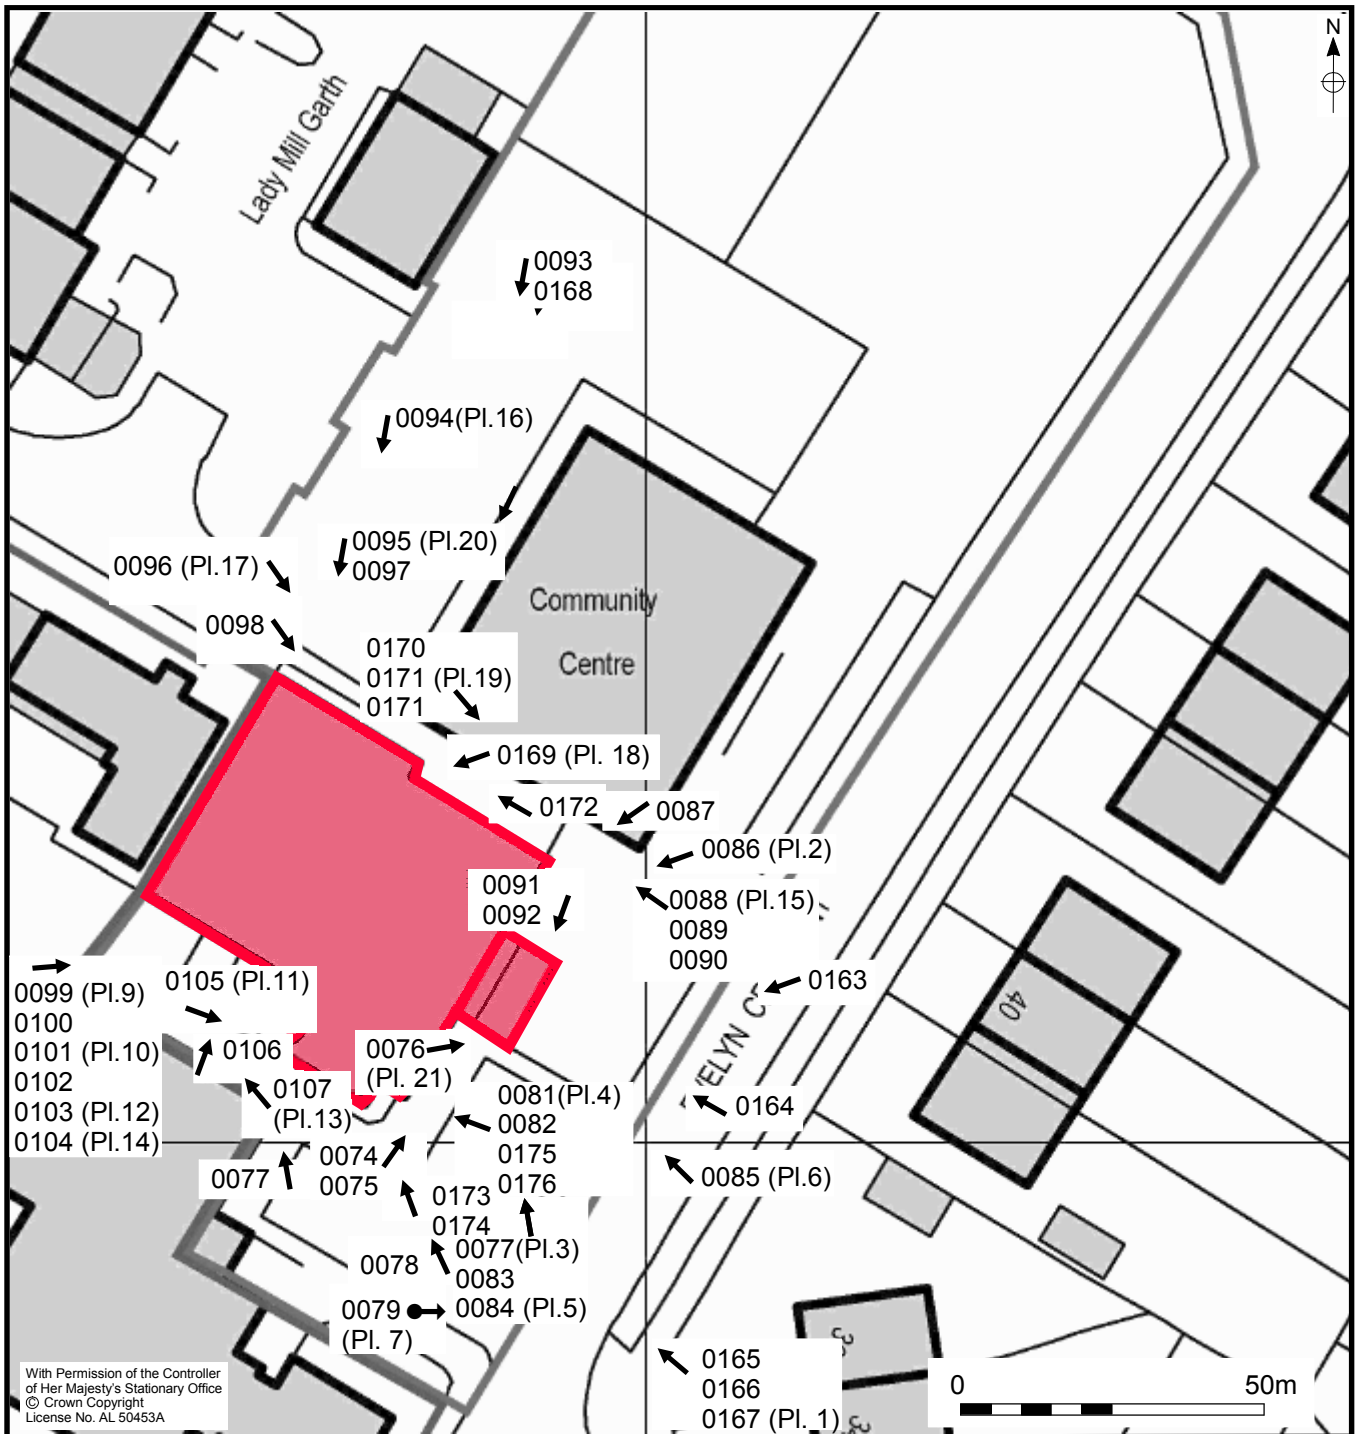 N
Lady Mill Garth
0093
0168
0094(Pl.16)
0095 (Pl.20)
0097
0096 (Pl.17)
0098
Community
Centre
0170
0171 (Pl.19)
0171
0169 (Pl. 18)
0172
0087
0086 (Pl.2)
0091
0092
0088 (Pl.15)
0089
0090
0163
40
0099 (Pl.9)
0100
0101 (Pl.10)
0102
0103 (Pl.12)
0104 (Pl.14)
0105 (Pl.11)
0106
0107
(Pl.13)
0076
(Pl. 21)
0081(Pl.4)
0082
0175
0176
VELYN C
0164
0077
0074
0075
0085 (Pl.6)
0173
0174
0077(Pl.3)
0083
0084 (Pl.5)
0078
0079
(Pl. 7)
0165
0166
0167 (Pl. 1)
0 50m
With Permission of the Controller
of Her Majesty's Stationary Office
© Crown Copyright
License No. AL 50453A